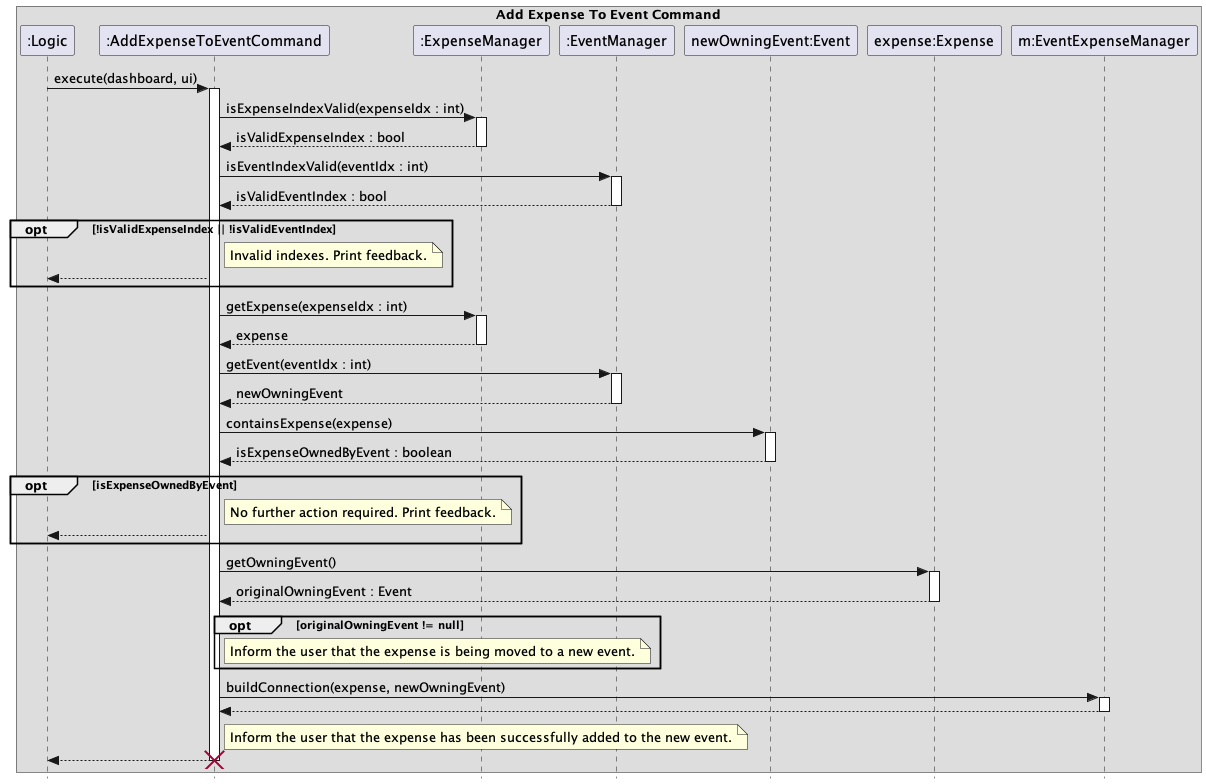 Add Expense To Event Command
:Logic
:AddExpenseToEventCommand
:ExpenseManager
:EventManager
newOwningEvent:Event
expense:Expense
m:EventExpenseManager
execute(dashboard, ui)
isExpenseIndexValid(expenseIdx : int)
isValidExpenseIndex : bool
isEventIndexValid(eventIdx : int)
isValidEventIndex : bool
opt [!isValidExpenseIndex || !isValidEventIndex]
Invalid indexes. Print feedback.
getExpense(expenseIdx : int)
expense
getEvent(eventIdx : int)
newOwningEvent
containsExpense(expense)
isExpenseOwnedByEvent : boolean
opt [isExpenseOwnedByEvent]
No further action required. Print feedback.
getOwningEvent()
originalOwningEvent : Event
opt [originalOwningEvent != null]
Inform the user that the expense is being moved to a new event.
buildConnection(expense, newOwningEvent)
Inform the user that the expense has been successfully added to the new event.